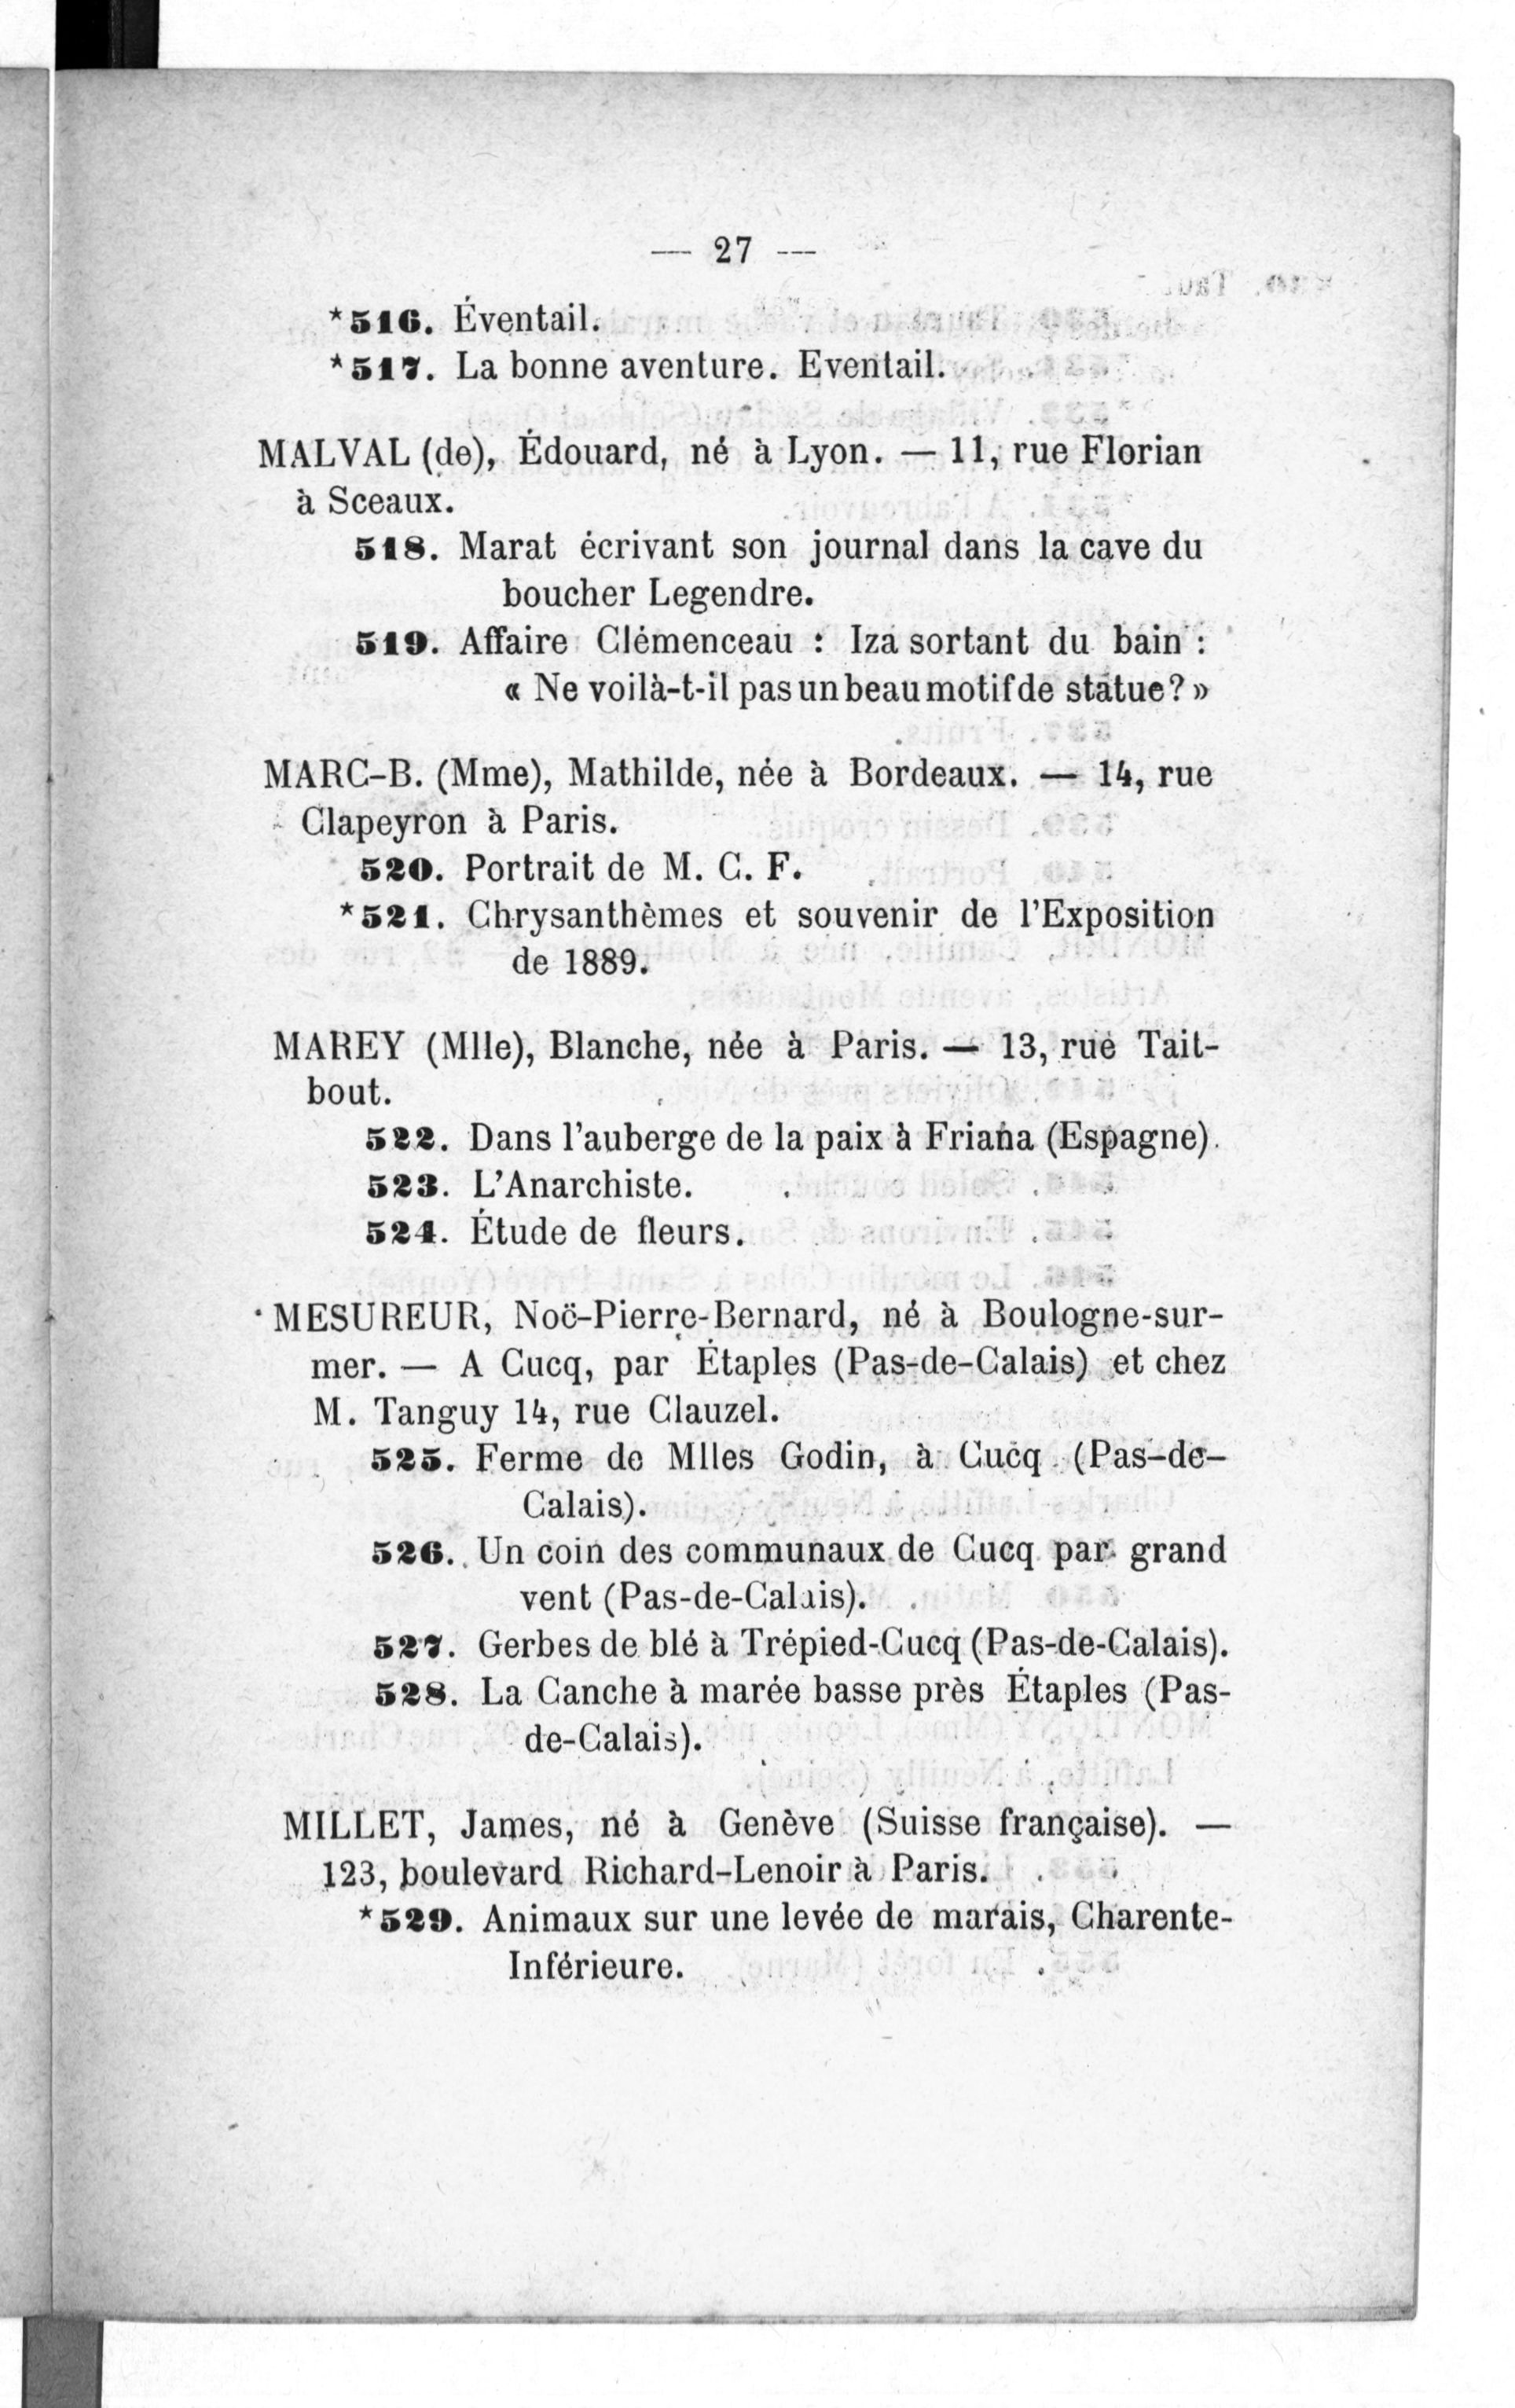 — 27 —
*516. Éventail.
*517. La bonne aventure. Eventail.
MALVAL (de), Édouard, né à Lyon. — 11, rue Florian
à Sceaux.
518. Marat écrivant son journal dans la cave du
boucher Legendre.
519. Affaire Clémenceau : Iza sortant du bain :
« Ne voilà-t-il pas un beau motif de statue? »
MARC-B. (Mme), Mathilde, née à Bordeaux. — 14, rue
Clapeyron à Paris.
520. Portrait de M. C. F.
*521. Chrysanthèmes et souvenir de l'Exposition
de 1889.
MAREY (Mlle), Blanche, née à Paris. — 13, rue Tait-
bout.
522. Dans l'auberge de la paix à Friana (Espagne).
523. L'Anarchiste.
524. Étude de fleurs.
MESUREUR, Noë-Pierre-Bernard, né à Boulogne-sur-
mer. — A Cucq, par Étaples (Pas-de-Calais) et chez
M. Tanguy 14, rue Clauzel.
525. Ferme de Mlles Godin, à Cucq (Pas-de-
Calais).
526. Un coin des communaux de Cucq par grand
vent (Pas-de-Calais).
527. Gerbes de blé à Trépied-Cucq (Pas-de-Calais).
528. La Canche à marée basse près Étaples (Pas-
de-Calais).
MILLET, James, né à Genève (Suisse française). —
123, boulevard Richard-Lenoir à Paris.
*529. Animaux sur une levée de marais, Charente-
Inférieure.